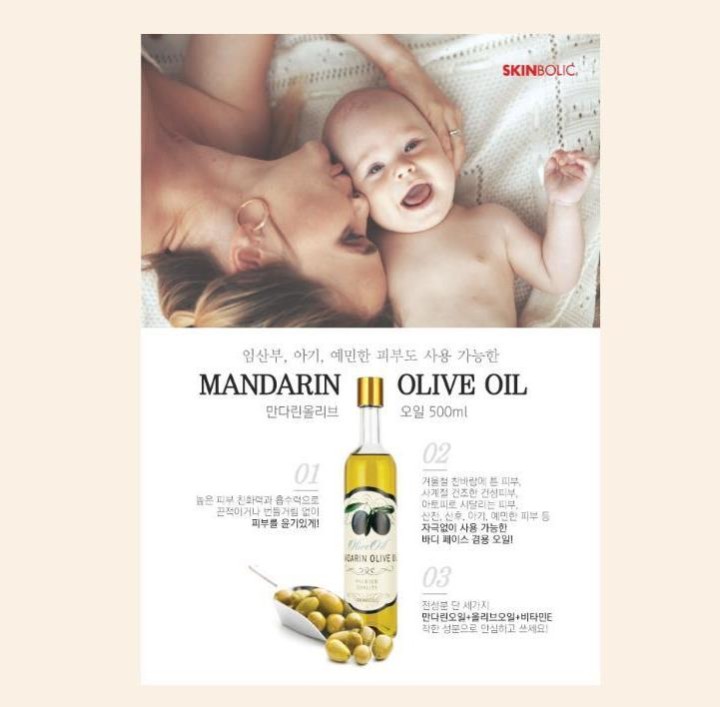 SKINBOLIC
임산부, 아기, 예민한 피부도 사용 가능한
MANDARIN OLIVE OIL
만다린올리브 오일 500ml
01
높은 피부 친화력과 흡수력으로
끈적이거나 번들거림 없이
피부를 윤기있게!
02
겨울철 찬바람에 튼 피부,
사계절 건조한 건성피부,
아토피로 시달리는 피부,
산전, 산후, 아기, 예민한 피부 등
자극없이 사용 가능한
바디 페이스 겸용 오일!
Olive Oil
MANDARIN OLIVE OIL
03
전성분 단 세가지
만다린오일+올리브오일+비타민E
착한 성분으로 안심하고 쓰세요!